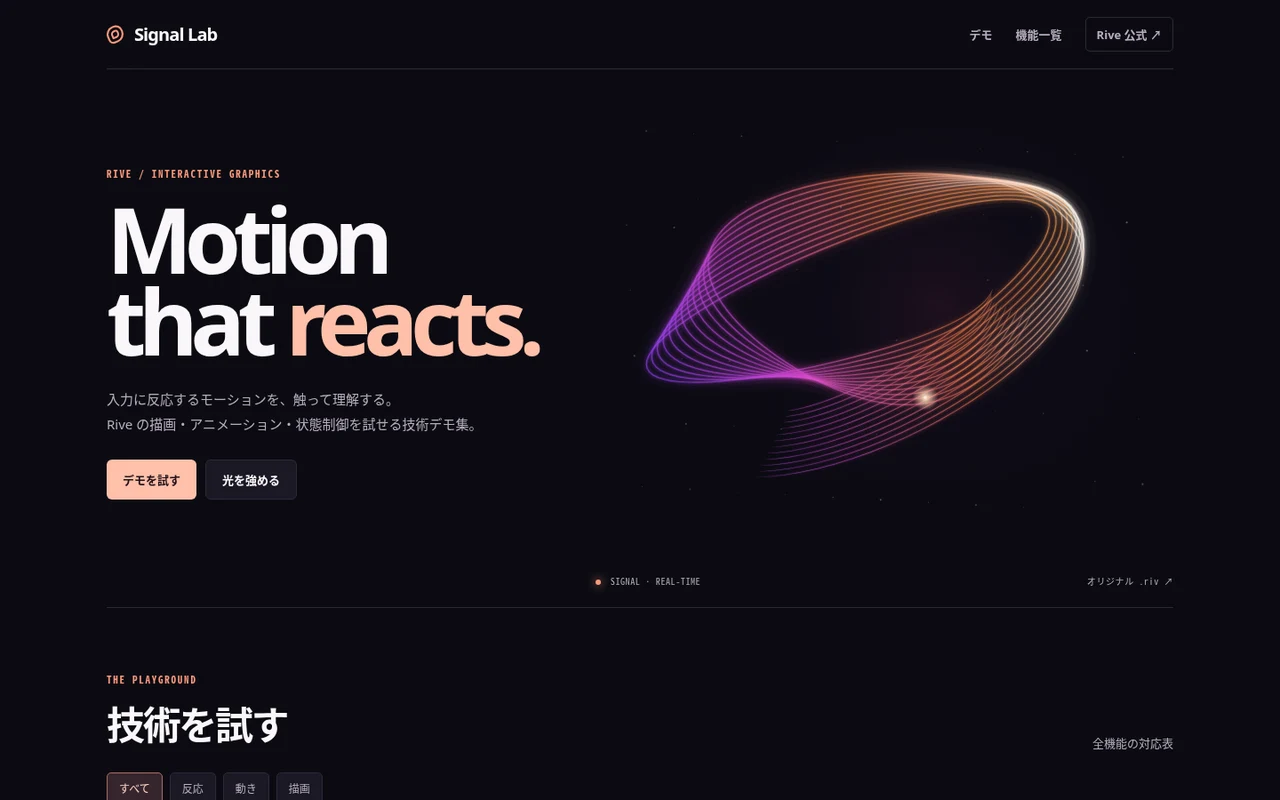 Signal Lab
デモ
機能一覧
Rive 公式 ↗
RIVE / INTERACTIVE GRAPHICS
Motion
that reacts.
入力に反応するモーションを、触って理解する。
Rive の描画・アニメーション・状態制御を試せる技術デモ集。
デモを試す
光を強める
SIGNAL · REAL-TIME
オリジナル .riv ↗
THE PLAYGROUND
技術を試す
全機能の対応表
すべて
反応
動き
描画